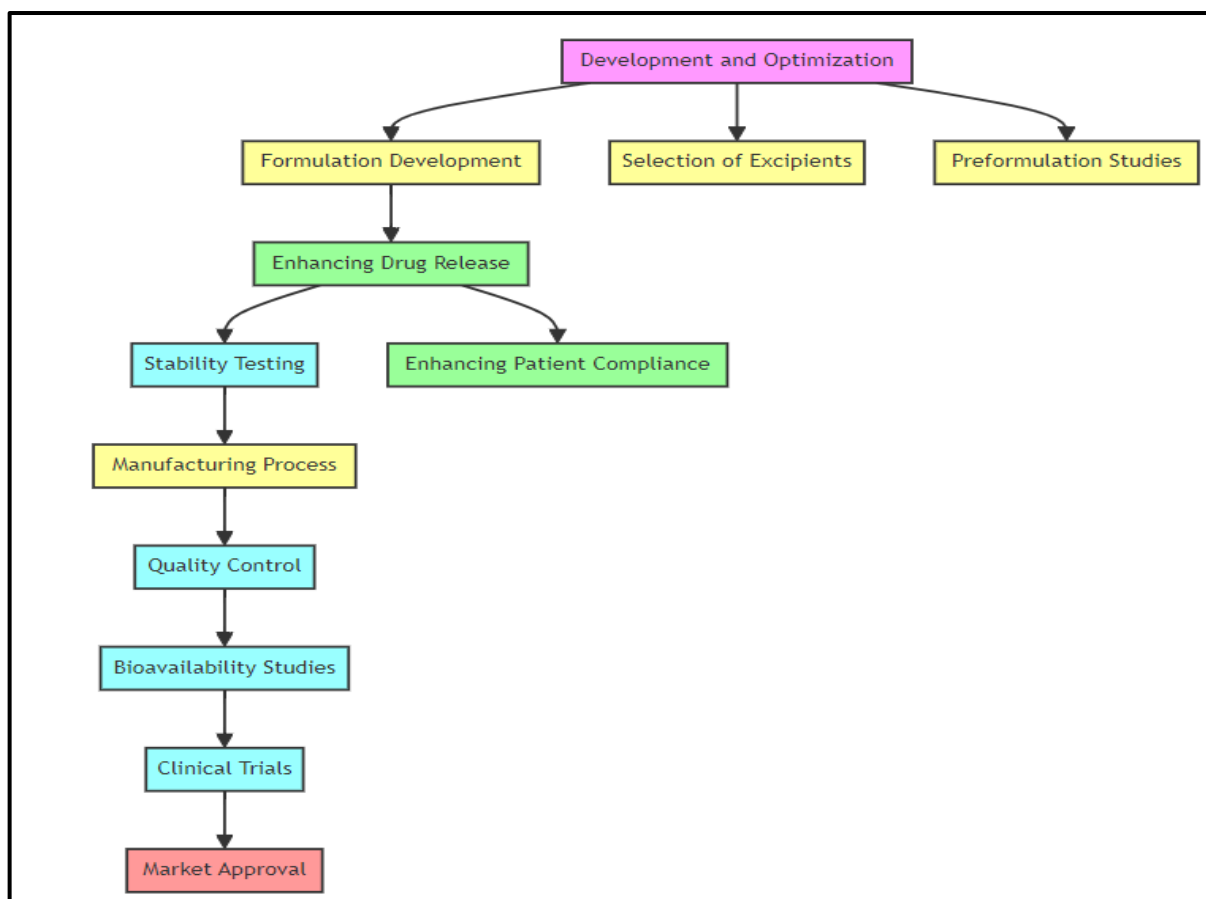 Development and Optimization
Formulation Development
Selection of Excipients
Preformulation Studies
Enhancing Drug Release
Stability Testing
Enhancing Patient Compliance
Manufacturing Process
Quality Control
Bioavailability Studies
Clinical Trials
Market Approval